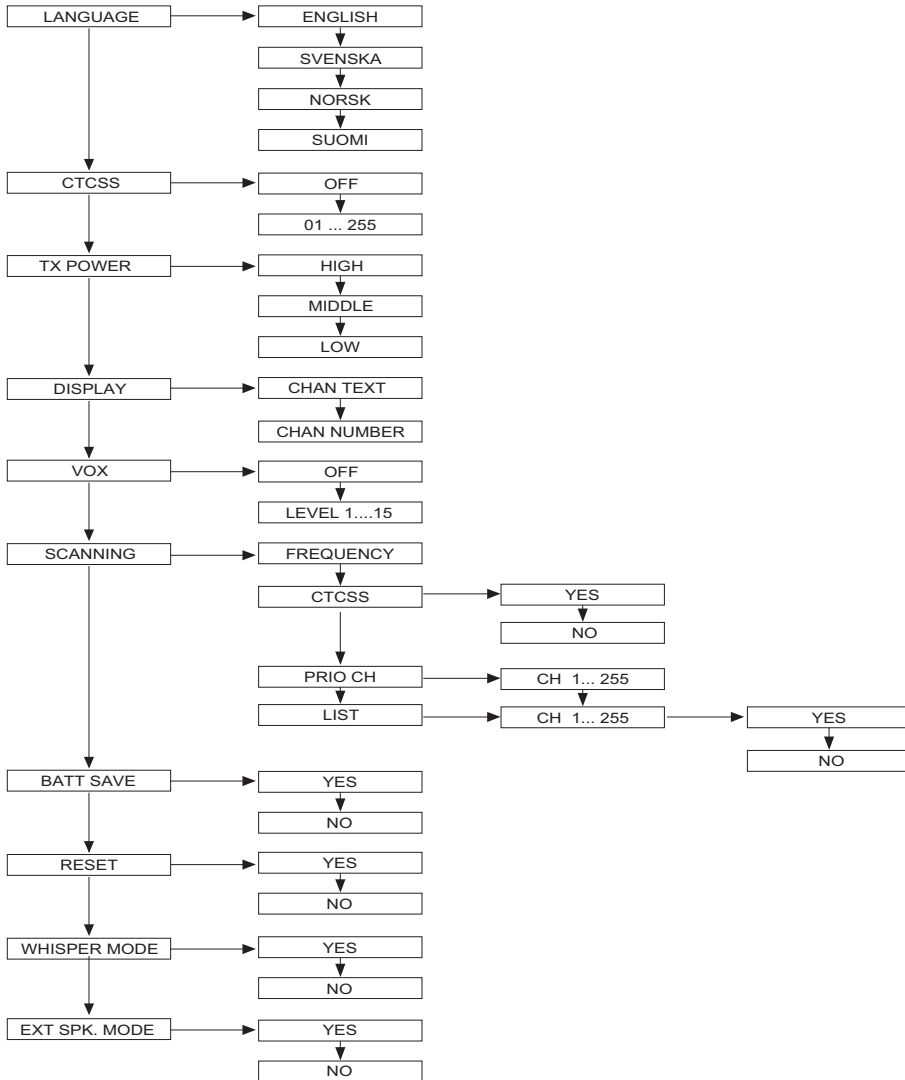 LANGUAGE
ENGLISH
SVENSKA
NORSK
SUOMI
CTCSS
OFF
01 ... 255
TX POWER
HIGH
MIDDLE
LOW
DISPLAY
CHAN TEXT
CHAN NUMBER
VOX
OFF
LEVEL 1....15
SCANNING
FREQUENCY
CTCSS
YES
NO
PRIO CH
CH 1... 255
LIST
CH 1... 255
YES
NO
BATT SAVE
YES
NO
RESET
YES
NO
WHISPER MODE
YES
NO
EXT SPK. MODE
YES
NO